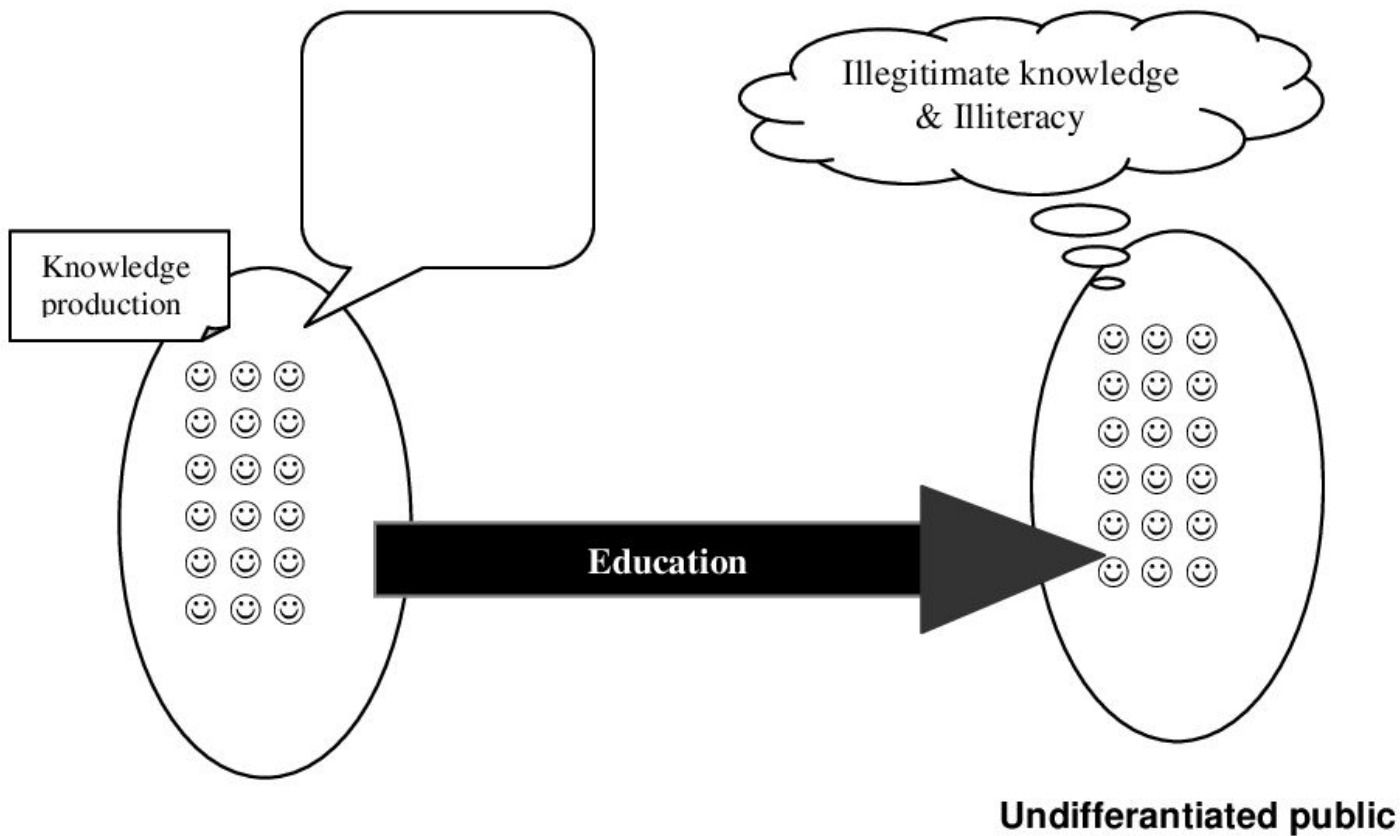 Illegitimate knowledge
& Illiteracy
Knowledge
production
Education
Undifferantiated public